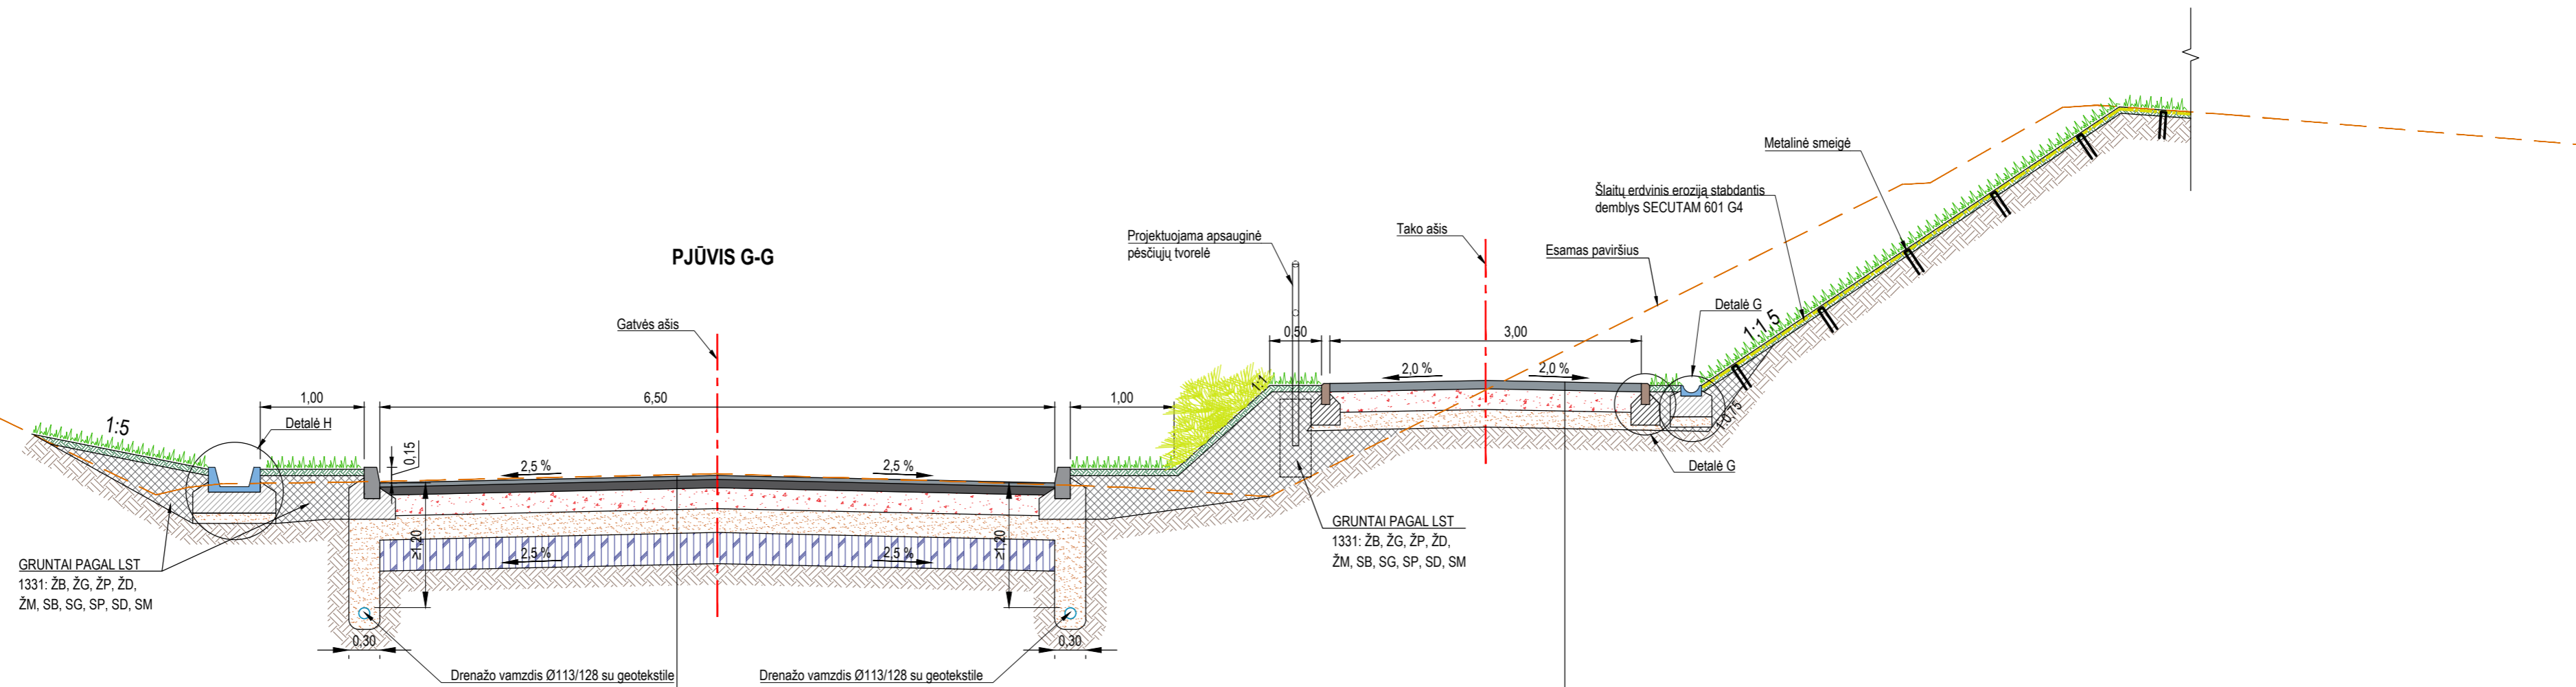 PJŪVIS G-G
Metalinė smeigė
Šlaitų erdvinis eroziją stabdantis
demblys SECUTAM 601 G4
Projektuojama apsauginė
pėsčiųjų tvorelė
Tako ašis
Esamas paviršius
Detalė G
Gatvės ašis
1:1,5
0,50
3,00
2,0 %
2,0 %
1:1
1,00
6,50
1,00
1:5
Detalė H
0,15
2,5 %
2,5 %
1:0,75
Detalė G
GRUNTAI PAGAL LST
1331: ŽB, ŽG, ŽP, ŽD,
ŽM, SB, SG, SP, SD, SM
≥1,20
≥1,20
2,5 %
2,5 %
GRUNTAI PAGAL LST
1331: ŽB, ŽG, ŽP, ŽD,
ŽM, SB, SG, SP, SD, SM
0,30
0,30
Drenažo vamzdis Ø113/128 su geotekstile
Drenažo vamzdis Ø113/128 su geotekstile